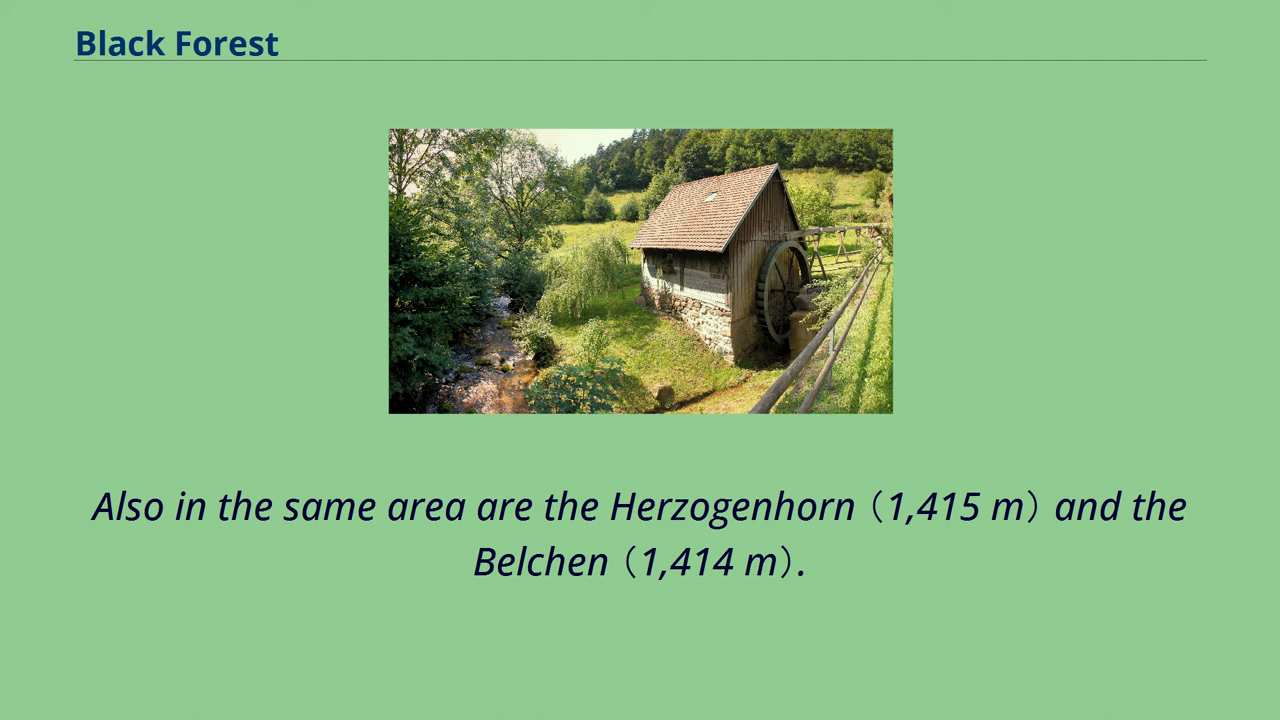 Black Forest
Also in the same area are the Herzogenhorn（1,415 m）and the
Belchen（1,414 m）.